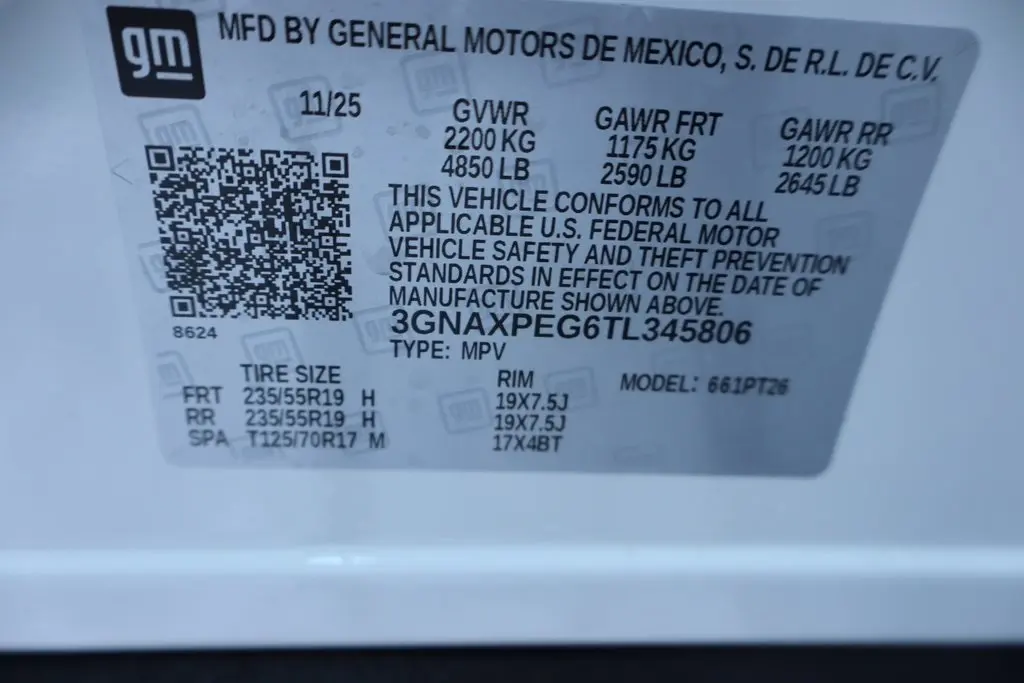 gm
MFD BY GENERAL MOTORS DE MEXICO, S. DE R.L. DE C.V.
11/25 GVWR GAWR FRT GAWR RR
2200 KG 1175 KG 1200 KG
4850 LB 2590 LB 2645 LB
THIS VEHICLE CONFORMS TO ALL
APPLICABLE U.S. FEDERAL MOTOR
VEHICLE SAFETY AND THEFT PREVENTION
STANDARDS IN EFFECT ON THE DATE OF
MANUFACTURE SHOWN ABOVE.
8624 3GNAXPEG6TL345806
TYPE: MPV
TIRE SIZE RIM MODEL: 661PT26
FRT 235/55R19 H 19X7.5J
RR 235/55R19 H 19X7.5J
SPA T125/70R17 M 17X4BT